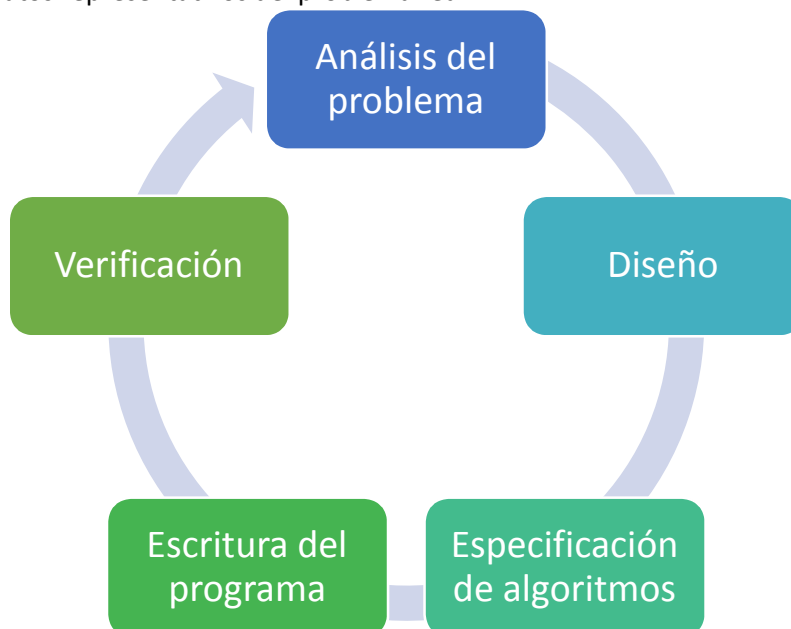 Análisis del
problema
Diseño
Especificación
de algoritmos
Escritura del
programa
Verificación